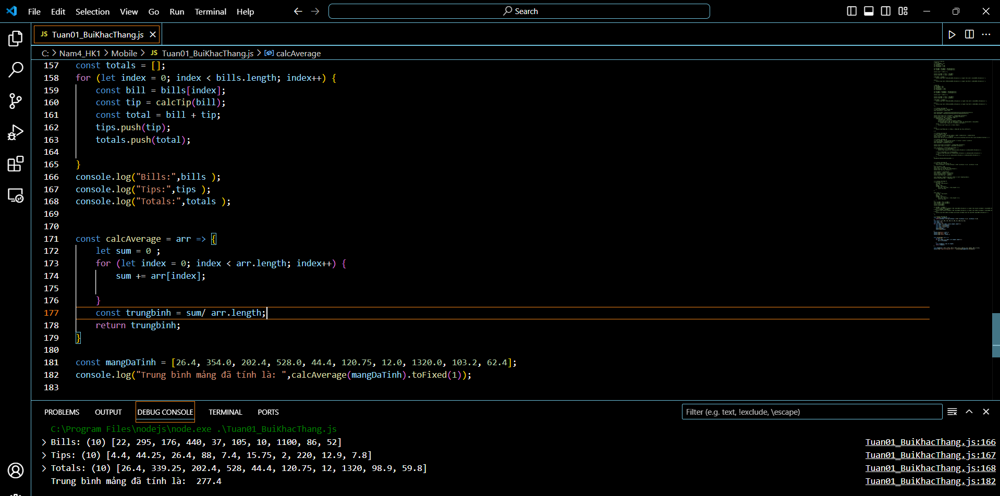 File Edit Selection View Go Run Terminal Help Search
JS Tuan01_BuiKhacThang.js
C: > Nam4_HK1 > Mobile > JS Tuan01_BuiKhacThang.js > calcAverage
157 const totals = [];
158 for (let index = 0; index < bills.length; index++) {
159 const bill = bills[index];
160 const tip = calcTip(bill);
161 const total = bill + tip;
162 tips.push(tip);
163 totals.push(total);
164
165 }
166 console.log("Bills:",bills );
167 console.log("Tips:",tips );
168 console.log("Totals:",totals );
169
170
171 const calcAverage = arr => {
172 let sum = 0 ;
173 for (let index = 0; index < arr.length; index++) {
174 sum += arr[index];
175
176 }
177 const trungbinh = sum/ arr.length;
178 return trungbinh;
179 }
180
181 const mangDaTinh = [26.4, 354.0, 202.4, 528.0, 44.4, 120.75, 12.0, 1320.0, 103.2, 62.4];
182 console.log("Trung bình mảng đã tính là: ",calcAverage(mangDaTinh).toFixed(1));
183
PROBLEMS OUTPUT DEBUG CONSOLE TERMINAL PORTS Filter (e.g. text, !exclude, \escape)
C:\Program Files\nodejs\node.exe .\Tuan01_BuiKhacThang.js
> Bills: (10) [22, 295, 176, 440, 37, 105, 10, 1100, 86, 52] Tuan01_BuiKhacThang.js:166
> Tips: (10) [4.4, 44.25, 26.4, 88, 7.4, 15.75, 2, 220, 12.9, 7.8] Tuan01_BuiKhacThang.js:167
> Totals: (10) [26.4, 339.25, 202.4, 528, 44.4, 120.75, 12, 1320, 98.9, 59.8] Tuan01_BuiKhacThang.js:168
Trung bình mảng đã tính là:  277.4 Tuan01_BuiKhacThang.js:182